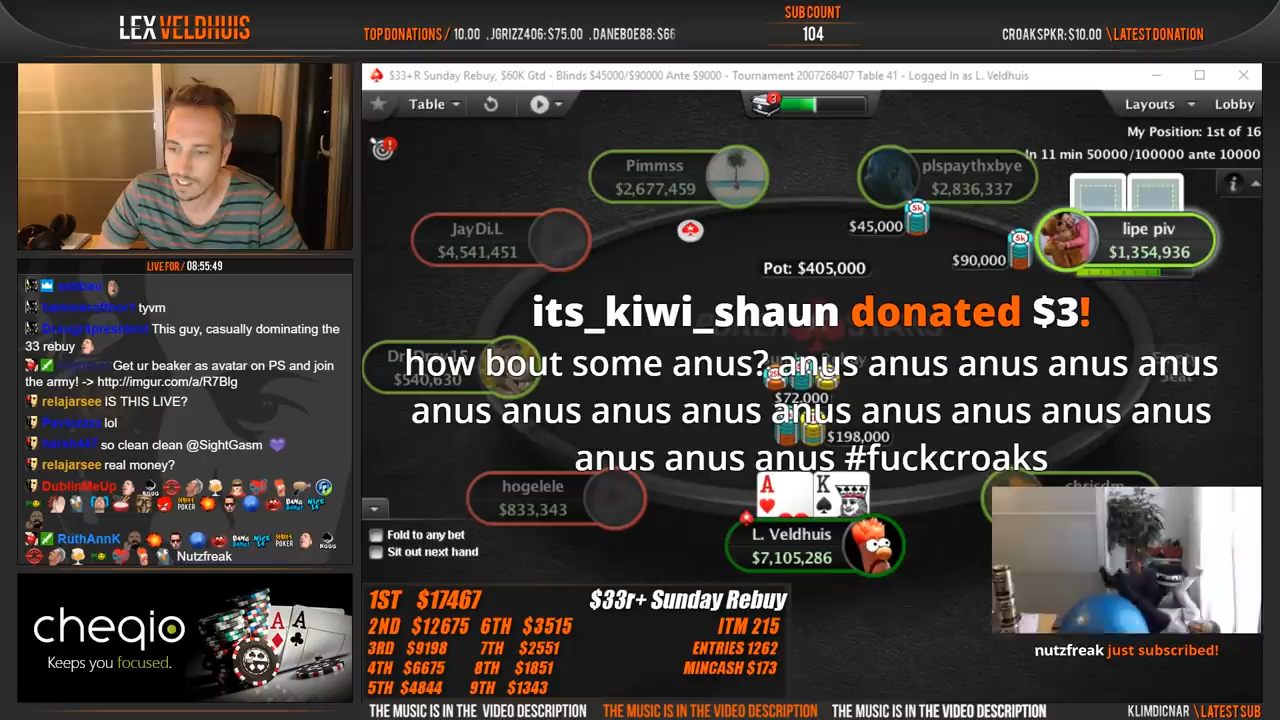 LEX VELDHUIS
TOP DONATIONS / 10.00 ,JGRIZZ406:$75.00 ,DANEBOE88:$66
SUB COUNT
104
CROAKSPKR:$10.00 \ LATEST DONATION
$33+R Sunday Rebuy, $60K Gtd - Blinds $45000/$90000 Ante $9000 - Tournament 2007268407 Table 41 - Logged In as L. Veldhuis
Table
3
Layouts
Lobby
My Position: 1st of 16
In 11 min 50000/100000 ante 10000
Pimmss
$2,677,459
plspaythxbye
$2,836,337
JayDi.L
$4,541,451
lipe piv
$1,354,936
$45,000
5k
$90,000
5k
Pot: $405,000
its_kiwi_shaun donated $3!
how bout some anus? anus anus anus anus anus
anus anus anus anus anus anus anus anus anus
anus anus anus #fuckcroaks
$540,630
$72,000
$198,000
hogelele
$833,343
A K
L. Veldhuis
$7,105,286
Fold to any bet
Sit out next hand
LIVE FOR / 08:55:49
tyvm
This guy, casually dominating the
33 rebuy
Get ur beaker as avatar on PS and join
the army! -> http://imgur.com/a/R7Blg
relajarsee IS THIS LIVE?
lol
so clean clean @SightGasm
relajarsee real money?
DublinMeUp
RuthAnnK
Nutzfreak
cheqio
Keeps you focused.
A A
1ST $17467
2ND $12675 6TH $3515
3RD $9198 7TH $2551
4TH $6675 8TH $1851
5TH $4844 9TH $1343
$33r+ Sunday Rebuy
ITM 215
ENTRIES 1262
MINCASH $173
nutzfreak just subscribed!
THE MUSIC IS IN THE VIDEO DESCRIPTION THE MUSIC IS IN THE VIDEO DESCRIPTION THE MUSIC IS IN THE VIDEO DESCRIPTION
KLIMDICNAR \ LATEST SUB